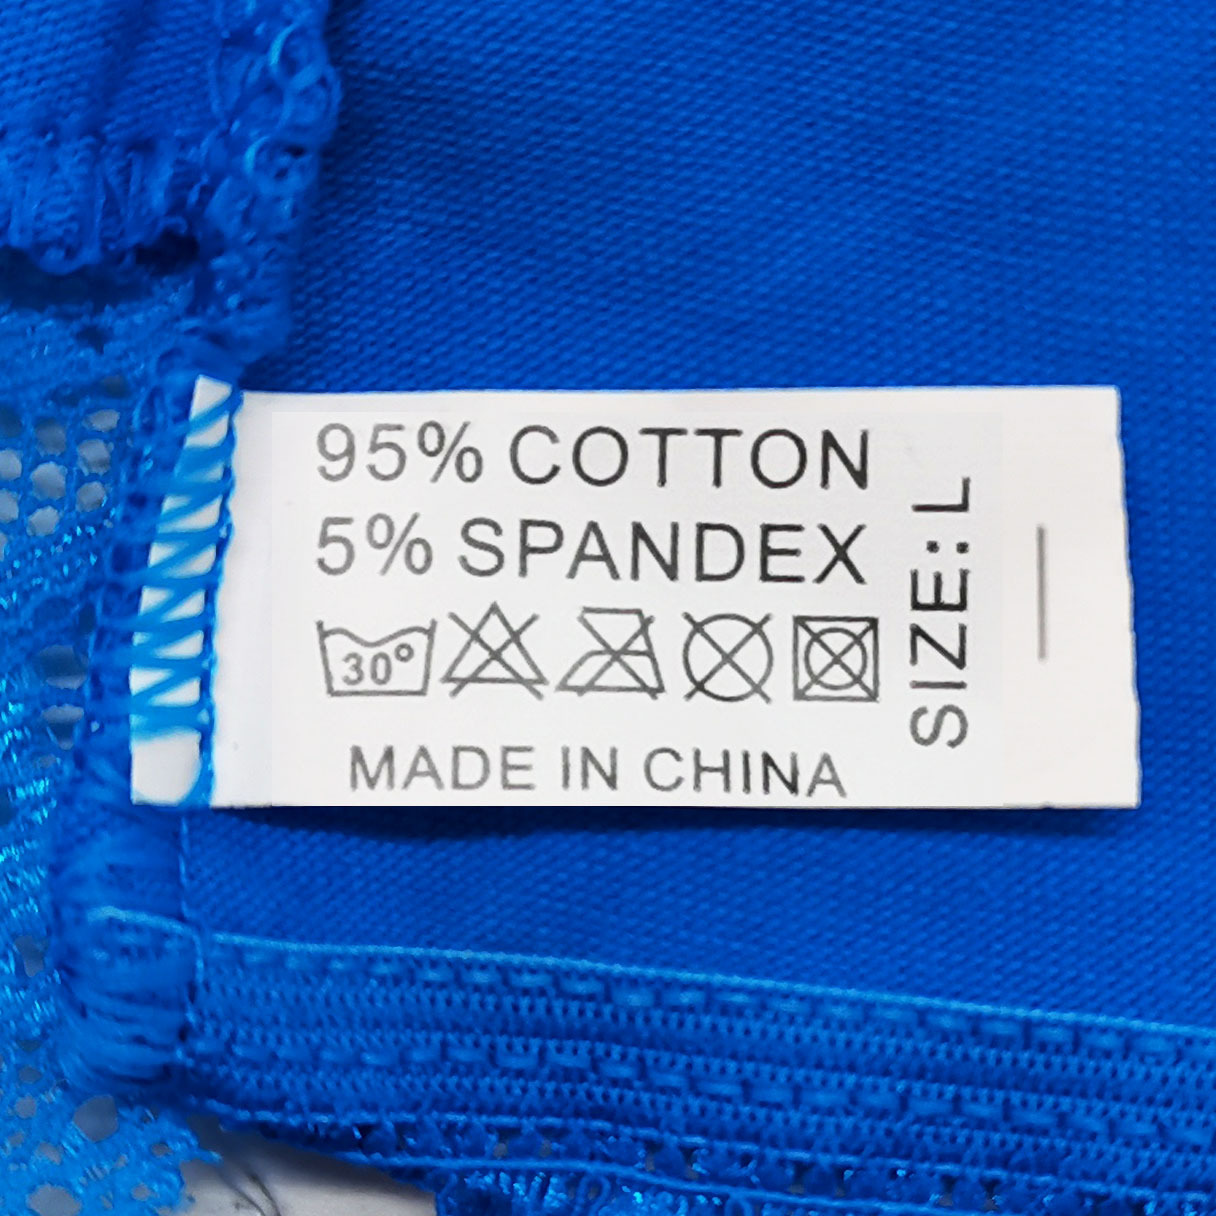 95% COTTON
5% SPANDEX
30°
MADE IN CHINA
SIZE: L